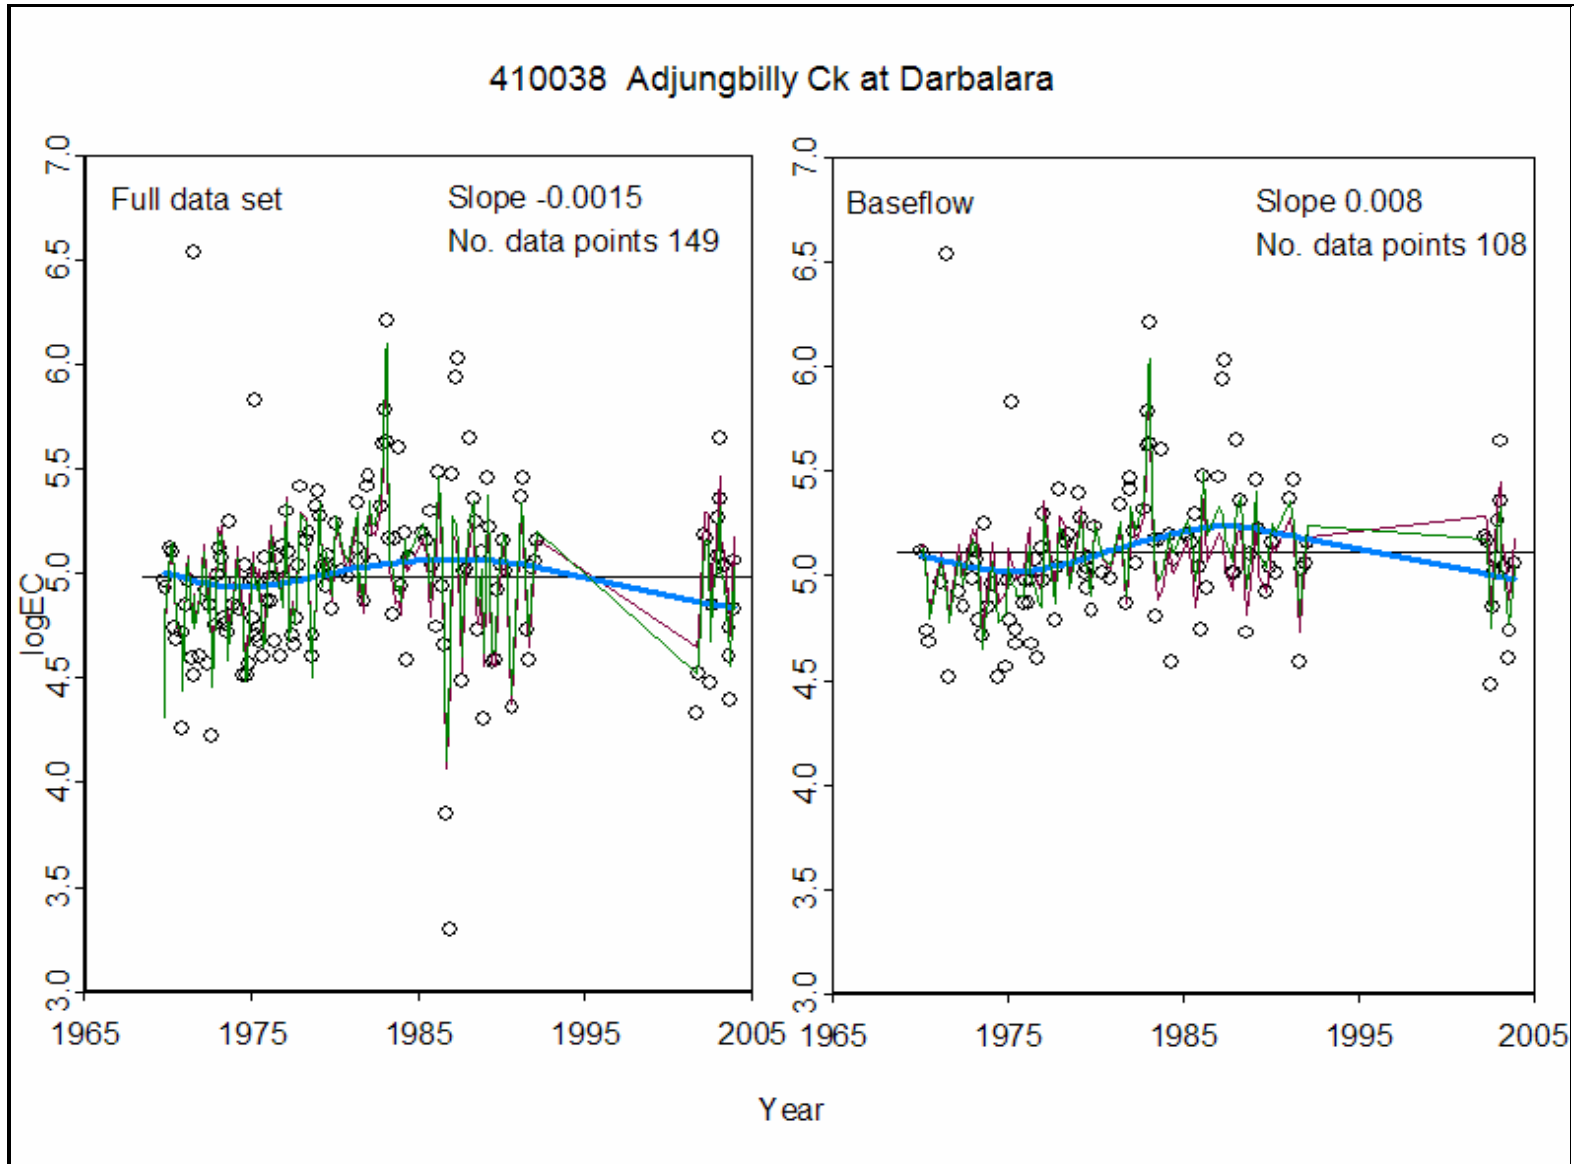 410038 Adjungbilly Ck at Darbalara
Full data set
Slope -0.0015
No. data points 149
7.0
6.5
6.0
5.5
5.0
4.5
4.0
3.5
3.0
logEC
1965 1975 1985 1995 2005
Baseflow
Slope 0.008
No. data points 108
7.0
6.5
6.0
5.5
5.0
4.5
4.0
3.5
3.0
1965 1975 1985 1995 2005
Year